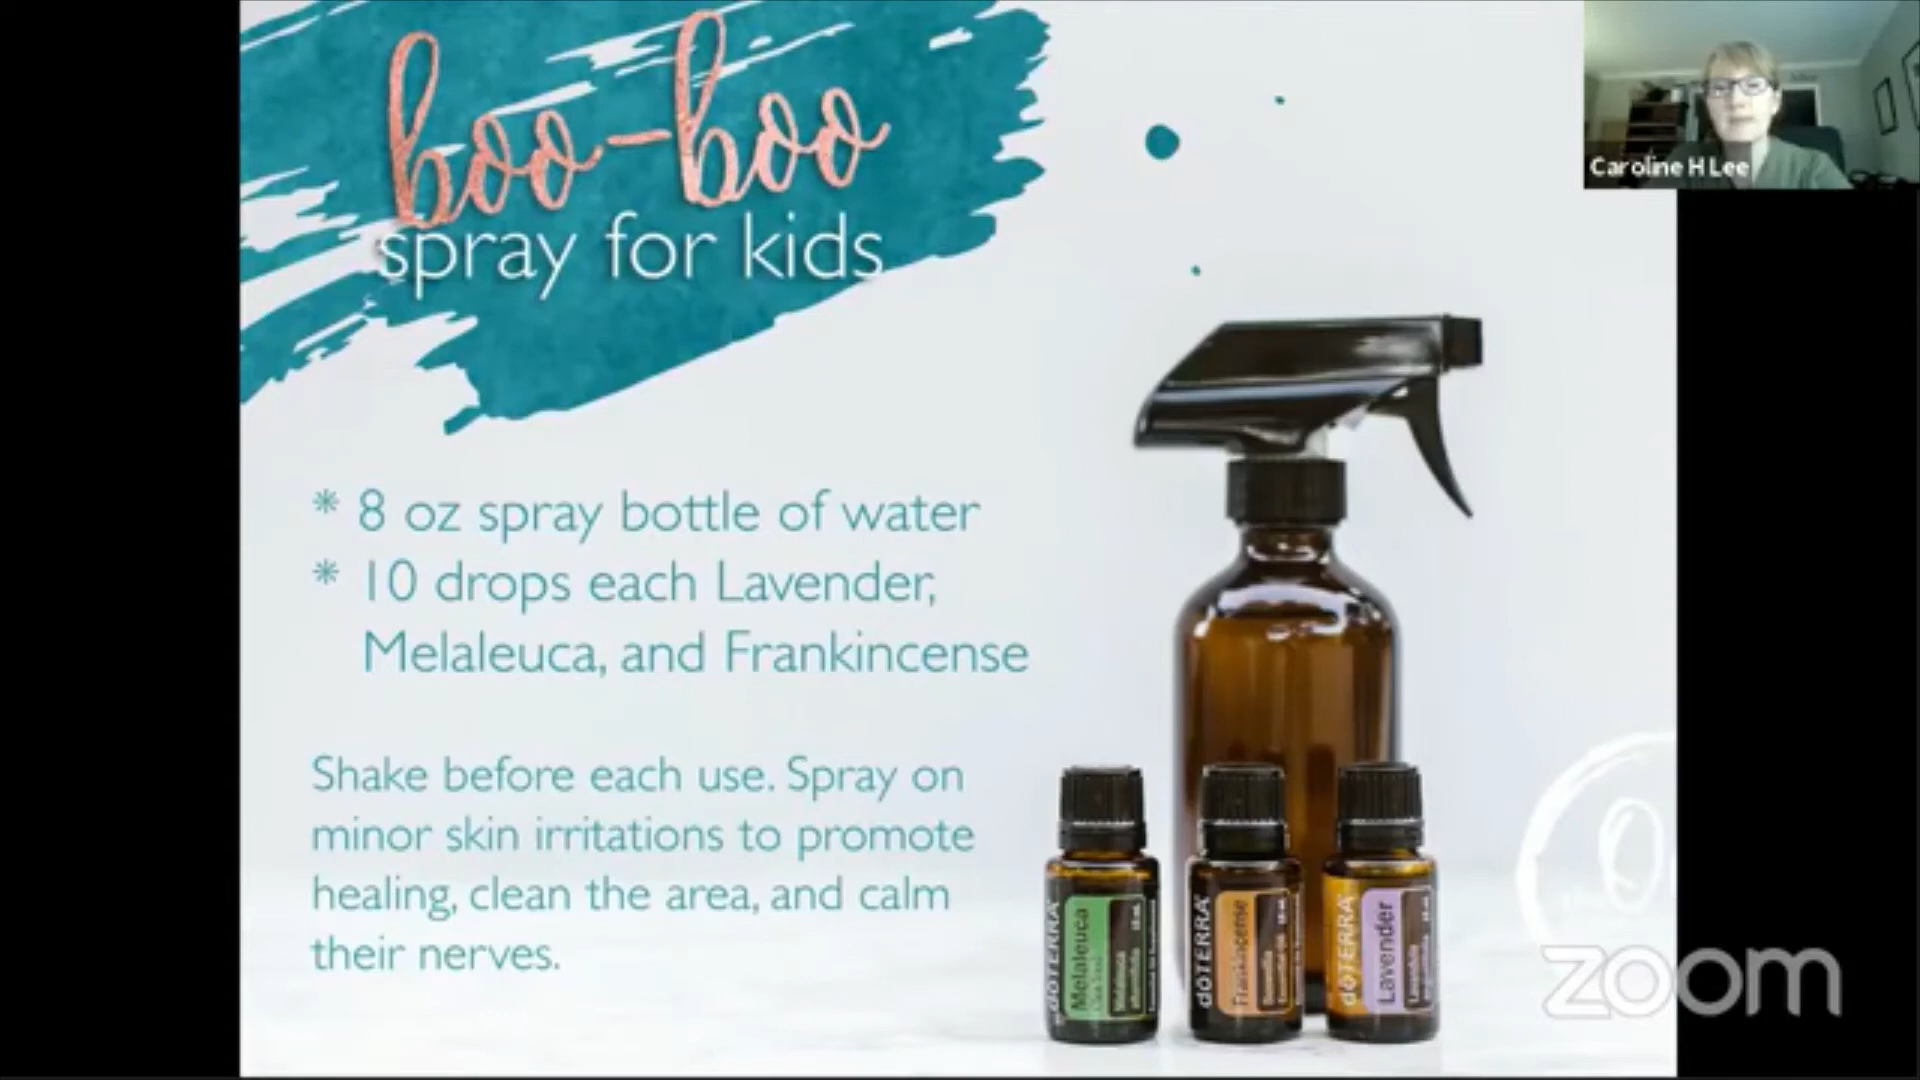 boo-boo
spray for kids
Caroline H Lee
* 8 oz spray bottle of water
* 10 drops each Lavender,
Melaleuca, and Frankincense
Shake before each use. Spray on
minor skin irritations to promote
healing, clean the area, and calm
their nerves.
dōTERRA
Melaleuca
dōTERRA
Frankincense
dōTERRA
Lavender
zoom